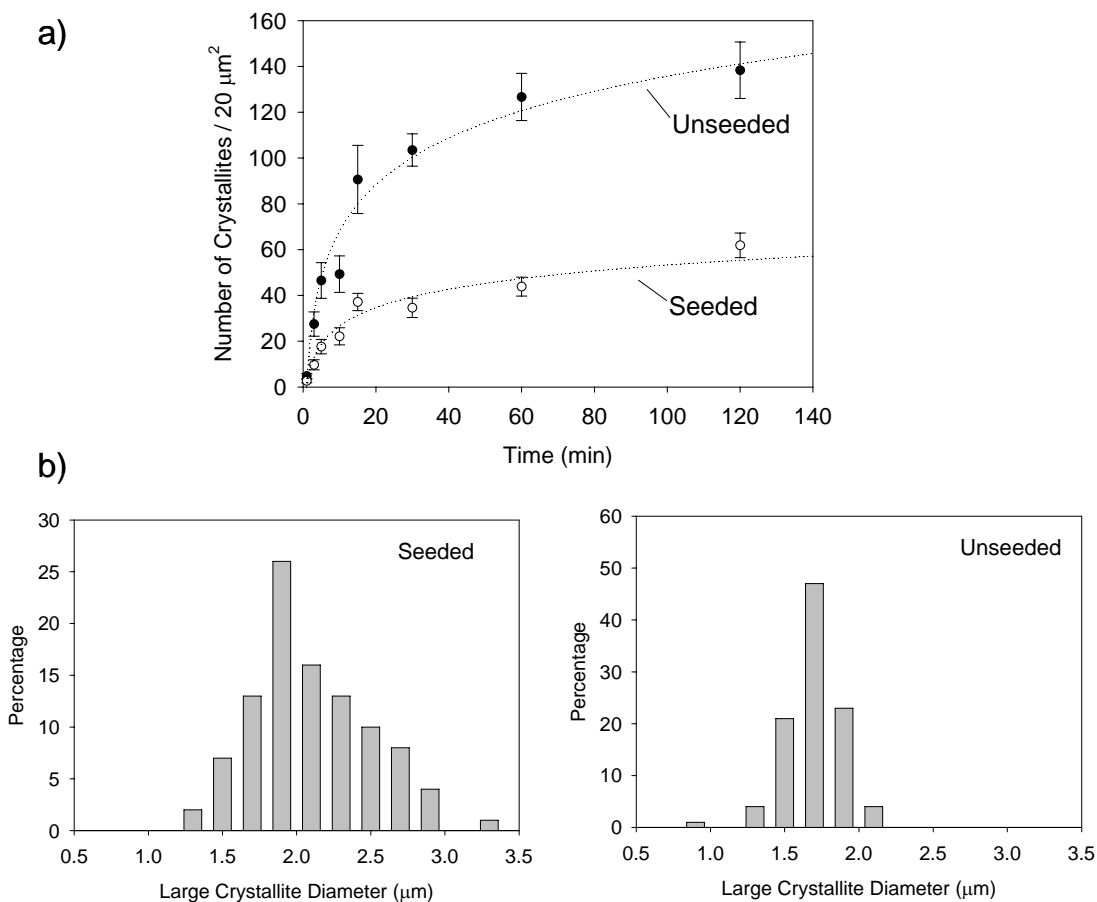 a)
Number of Crystallites / 20 μm²
160
140
120
100
80
60
40
20
0
Unseeded
Seeded
0 20 40 60 80 100 120 140
Time (min)
b)
Percentage
30
25
20
15
10
5
0
Seeded
0.5 1.0 1.5 2.0 2.5 3.0 3.5
Large Crystallite Diameter (μm)
Percentage
60
50
40
30
20
10
0
Unseeded
0.5 1.0 1.5 2.0 2.5 3.0 3.5
Large Crystallite Diameter (μm)